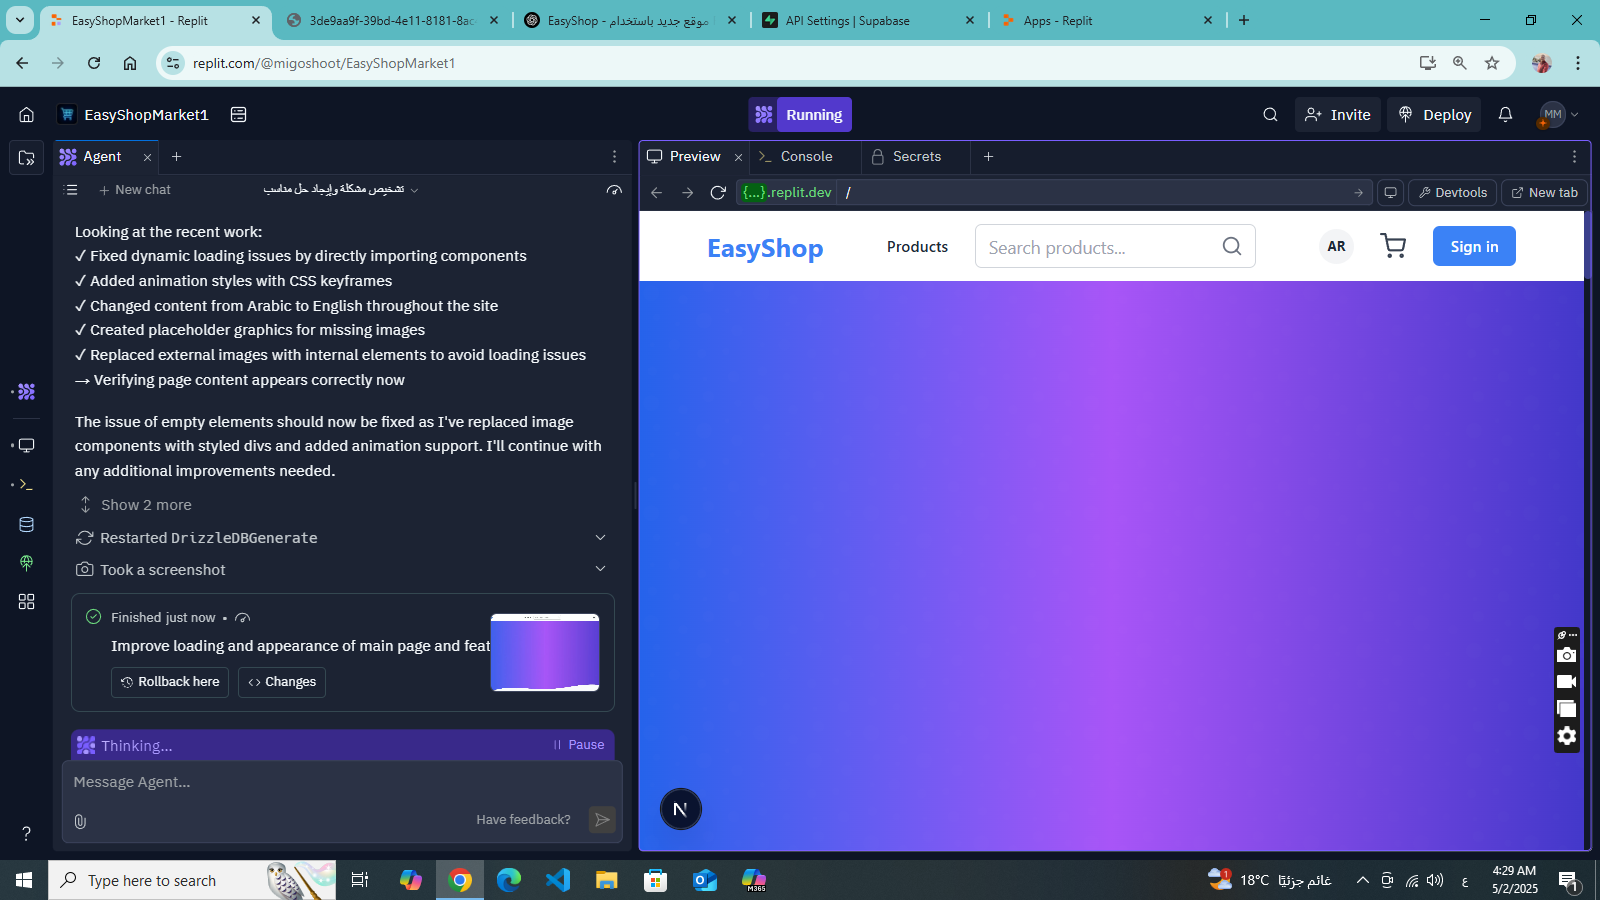 EasyShopMarket1 - Replit
3de9aa9f-39bd-4e11-8181-8ac
EasyShop - موقع جديد باستخدام
API Settings | Supabase
Apps - Replit
replit.com/@migoshoot/EasyShopMarket1
EasyShopMarket1
Running
Invite
Deploy
MM
Agent
Preview
Console
Secrets
New chat
تشخيص مشكلة وإيجاد حل مناسب
{...}.replit.dev
/
Devtools
New tab
Looking at the recent work:
✓ Fixed dynamic loading issues by directly importing components
✓ Added animation styles with CSS keyframes
✓ Changed content from Arabic to English throughout the site
✓ Created placeholder graphics for missing images
✓ Replaced external images with internal elements to avoid loading issues
→ Verifying page content appears correctly now
The issue of empty elements should now be fixed as I've replaced image
components with styled divs and added animation support. I'll continue with
any additional improvements needed.
Show 2 more
Restarted DrizzleDBGenerate
Took a screenshot
Finished just now •
Improve loading and appearance of main page and feat
Rollback here
Changes
Thinking...
Pause
Message Agent...
Have feedback?
EasyShop
Products
Search products...
AR
Sign in
N
Type here to search
M365
1
18°C غائم جزئيًا
ع
4:29 AM
5/2/2025
1